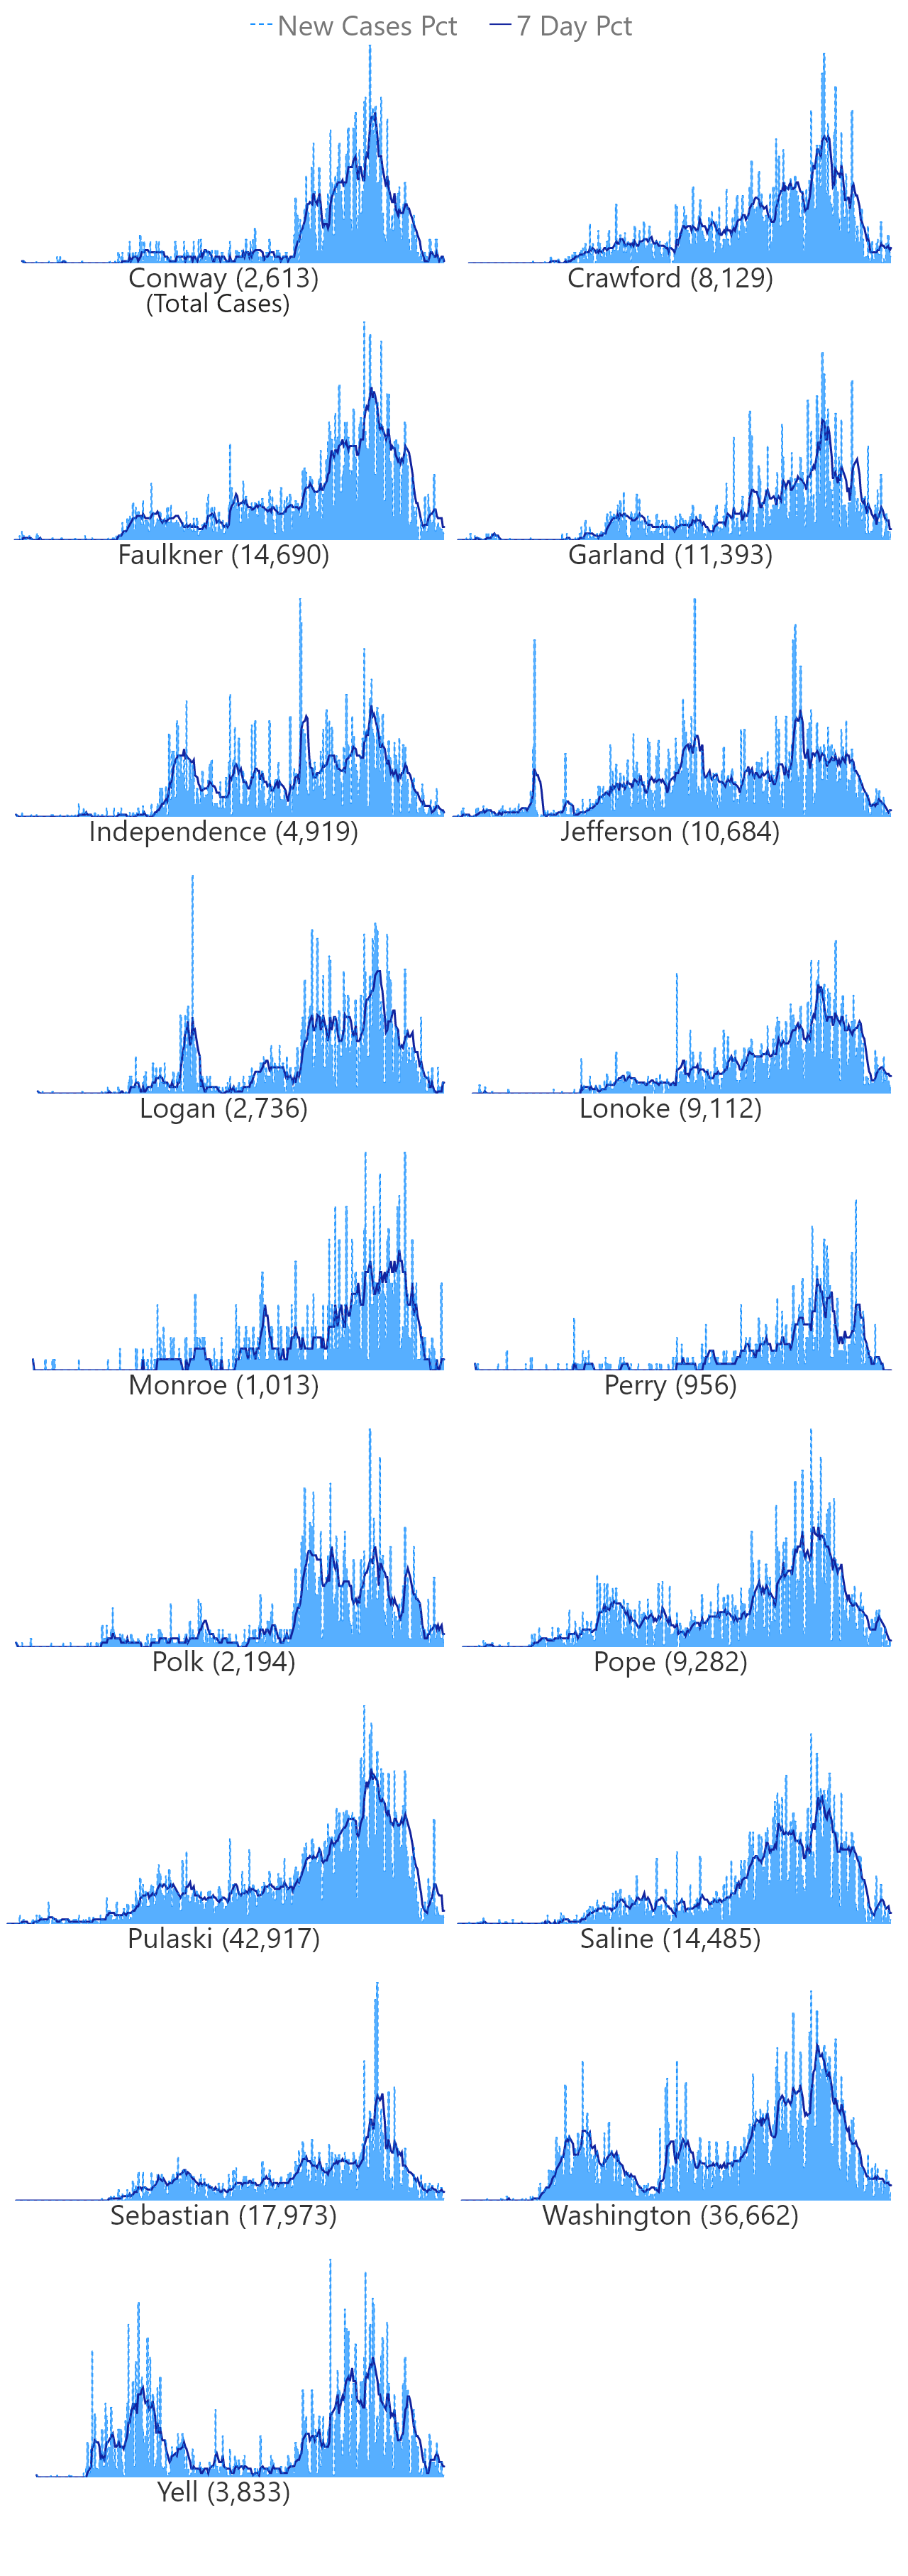 New Cases Pct 7 Day Pct
Conway (2,613) Crawford (8,129)
(Total Cases)
Faulkner (14,690) Garland (11,393)
Independence (4,919) Jefferson (10,684)
Logan (2,736) Lonoke (9,112)
Monroe (1,013) Perry (956)
Polk (2,194) Pope (9,282)
Pulaski (42,917) Saline (14,485)
Sebastian (17,973) Washington (36,662)
Yell (3,833)